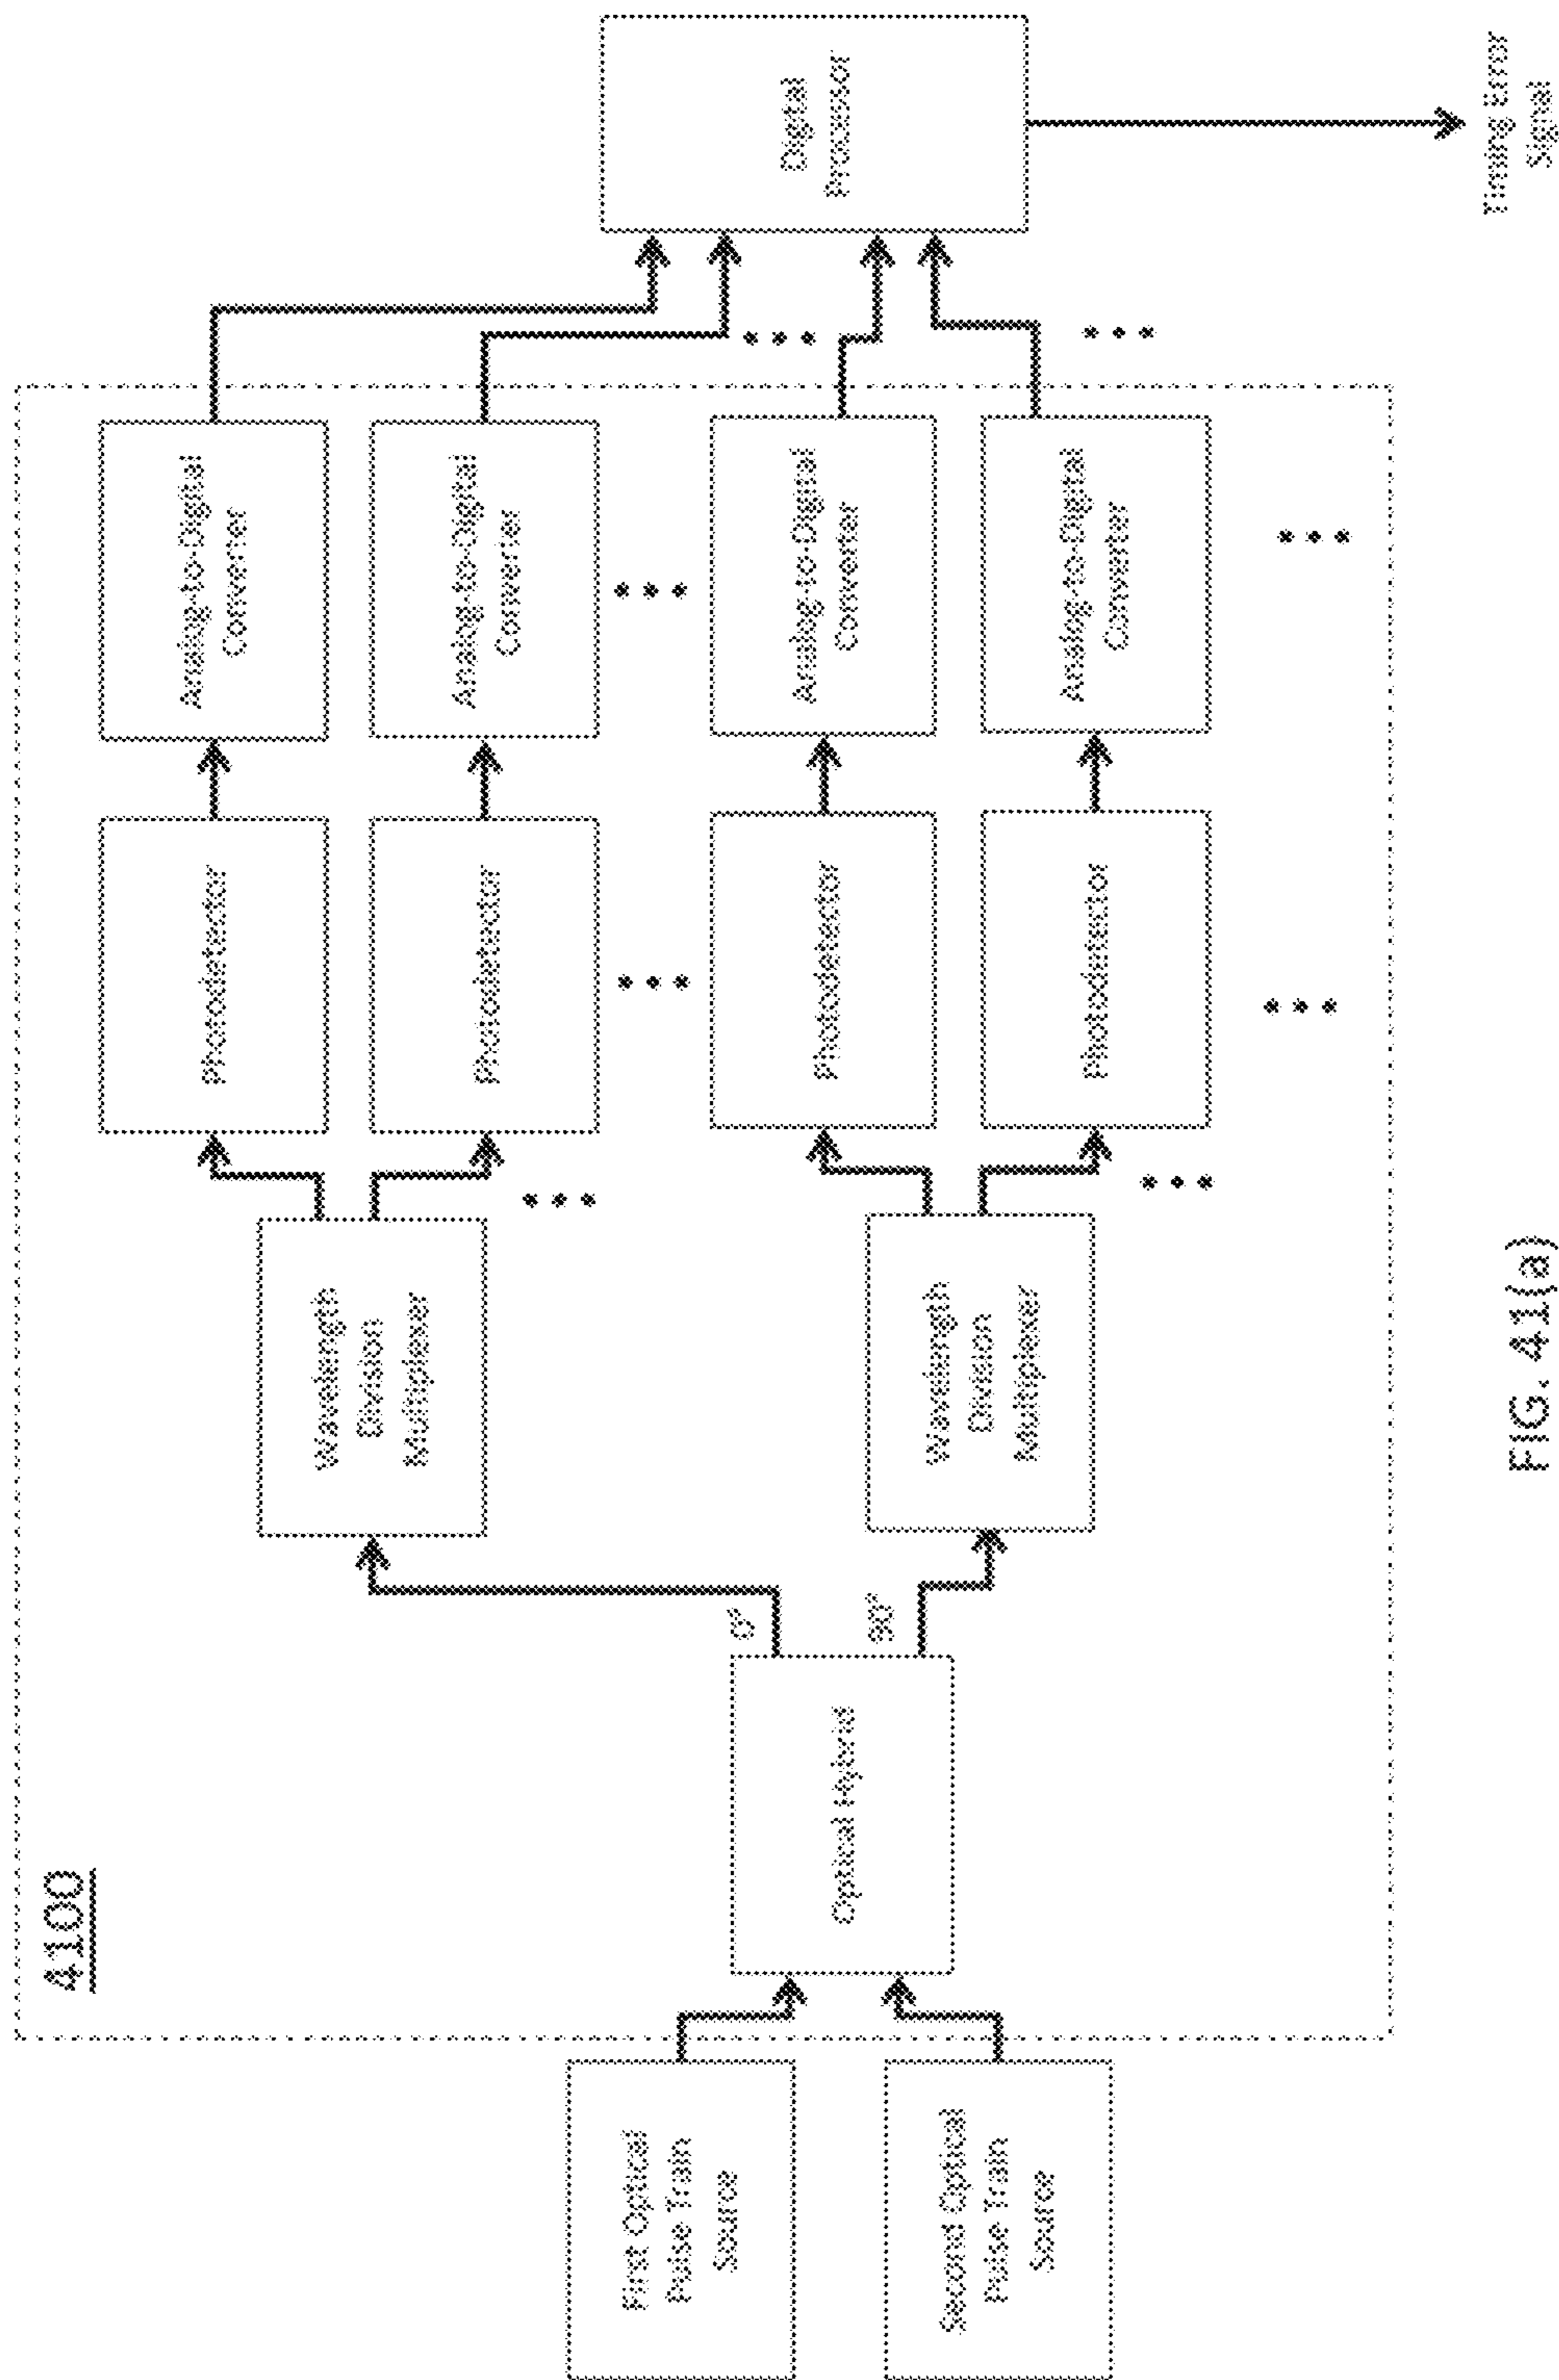 4100
First Optical
Pulse Train
Source
Second Optical
Pulse Train
Source
Optical Hybrid
0°
90°
Wavelength
Division
Multiplexer
Wavelength
Division
Multiplexer
Photodetector
Photodetector
Photodetector
Photodetector
Analog-to-Digital
Converter
Analog-to-Digital
Converter
Analog-to-Digital
Converter
Analog-to-Digital
Converter
Digital
Processor
Timing Error
Signal
FIG. 41(a)